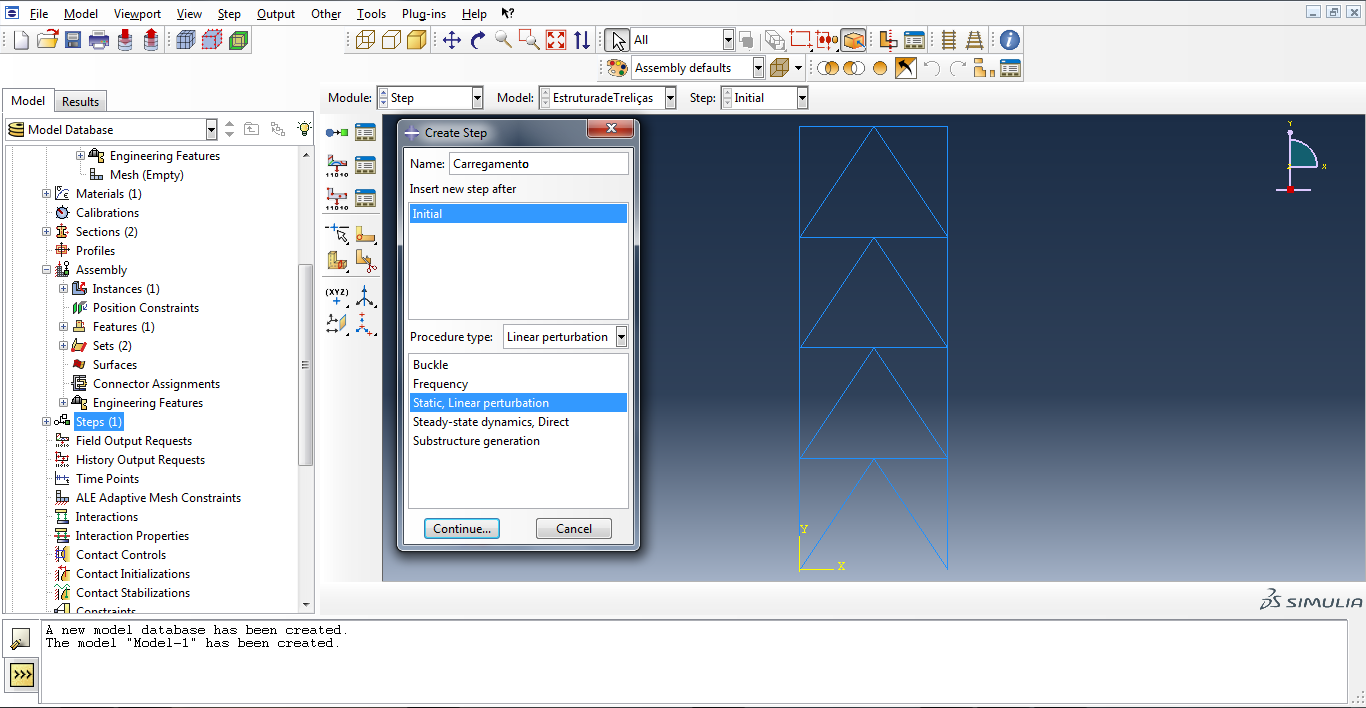 File Model Viewport View Step Output Other Tools Plug-ins Help
All
Assembly defaults
Model Results
Module: Step Model: EstruturadeTreliças Step: Initial
Model Database
Engineering Features
Mesh (Empty)
Materials (1)
Calibrations
Sections (2)
Profiles
Assembly
Instances (1)
Position Constraints
Features (1)
Sets (2)
Surfaces
Connector Assignments
Engineering Features
Steps (1)
Field Output Requests
History Output Requests
Time Points
ALE Adaptive Mesh Constraints
Interactions
Interaction Properties
Contact Controls
Contact Initializations
Contact Stabilizations
Constraints
11010
11010
(XYZ)
Create Step
Name: Carregamento
Insert new step after
Initial
Procedure type: Linear perturbation
Buckle
Frequency
Static, Linear perturbation
Steady-state dynamics, Direct
Substructure generation
Continue... Cancel
Y
X
Z
Y
X
SIMULIA
A new model database has been created.
The model "Model-1" has been created.
>>>